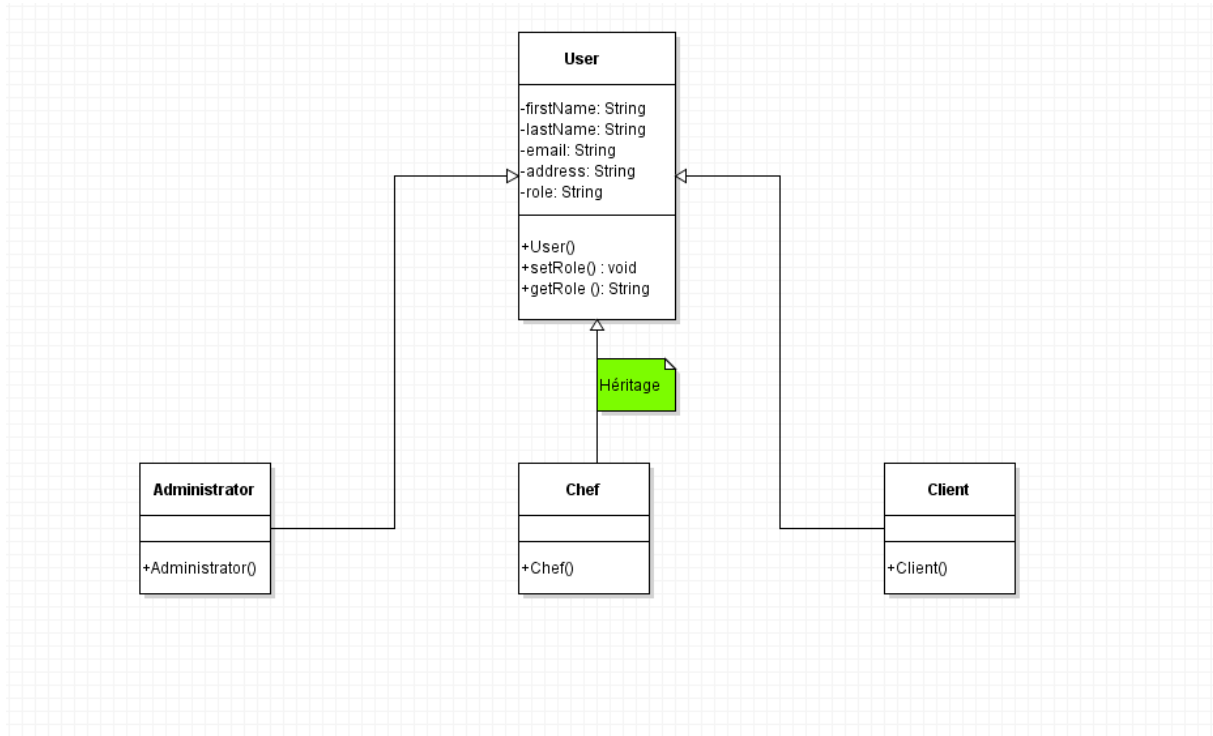 User
-firstName: String
-lastName: String
-email: String
-address: String
-role: String
+User()
+setRole() : void
+getRole (): String
Héritage
Administrator
+Administrator()
Chef
+Chef()
Client
+Client()